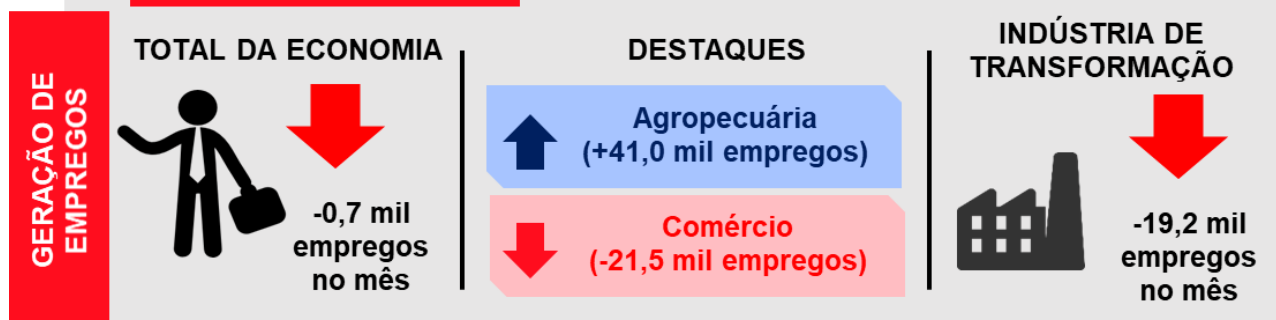 GERAÇÃO DE
EMPREGOS
TOTAL DA ECONOMIA
-0,7 mil
empregos
no mês
DESTAQUES
Agropecuária
(+41,0 mil empregos)
Comércio
(-21,5 mil empregos)
INDÚSTRIA DE
TRANSFORMAÇÃO
-19,2 mil
empregos
no mês